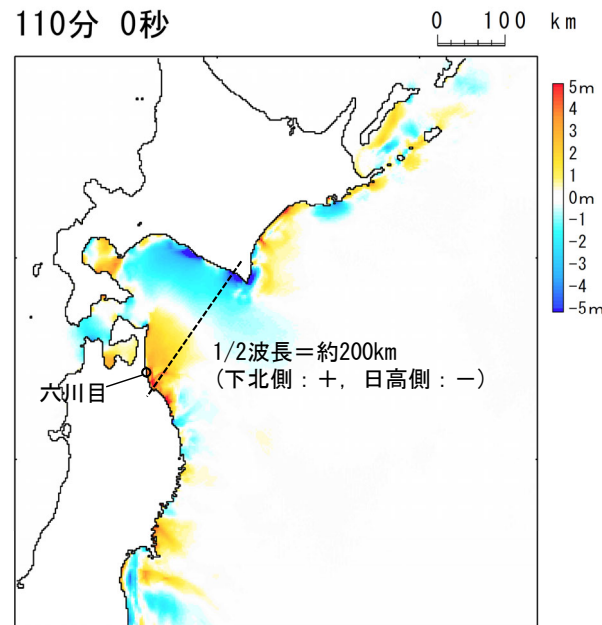 110分 0秒
0 100 km
5m
4
3
2
1
0m
-1
-2
-3
-4
-5m
1/2波長＝約200km
(下北側：＋，日高側：－)
六川目